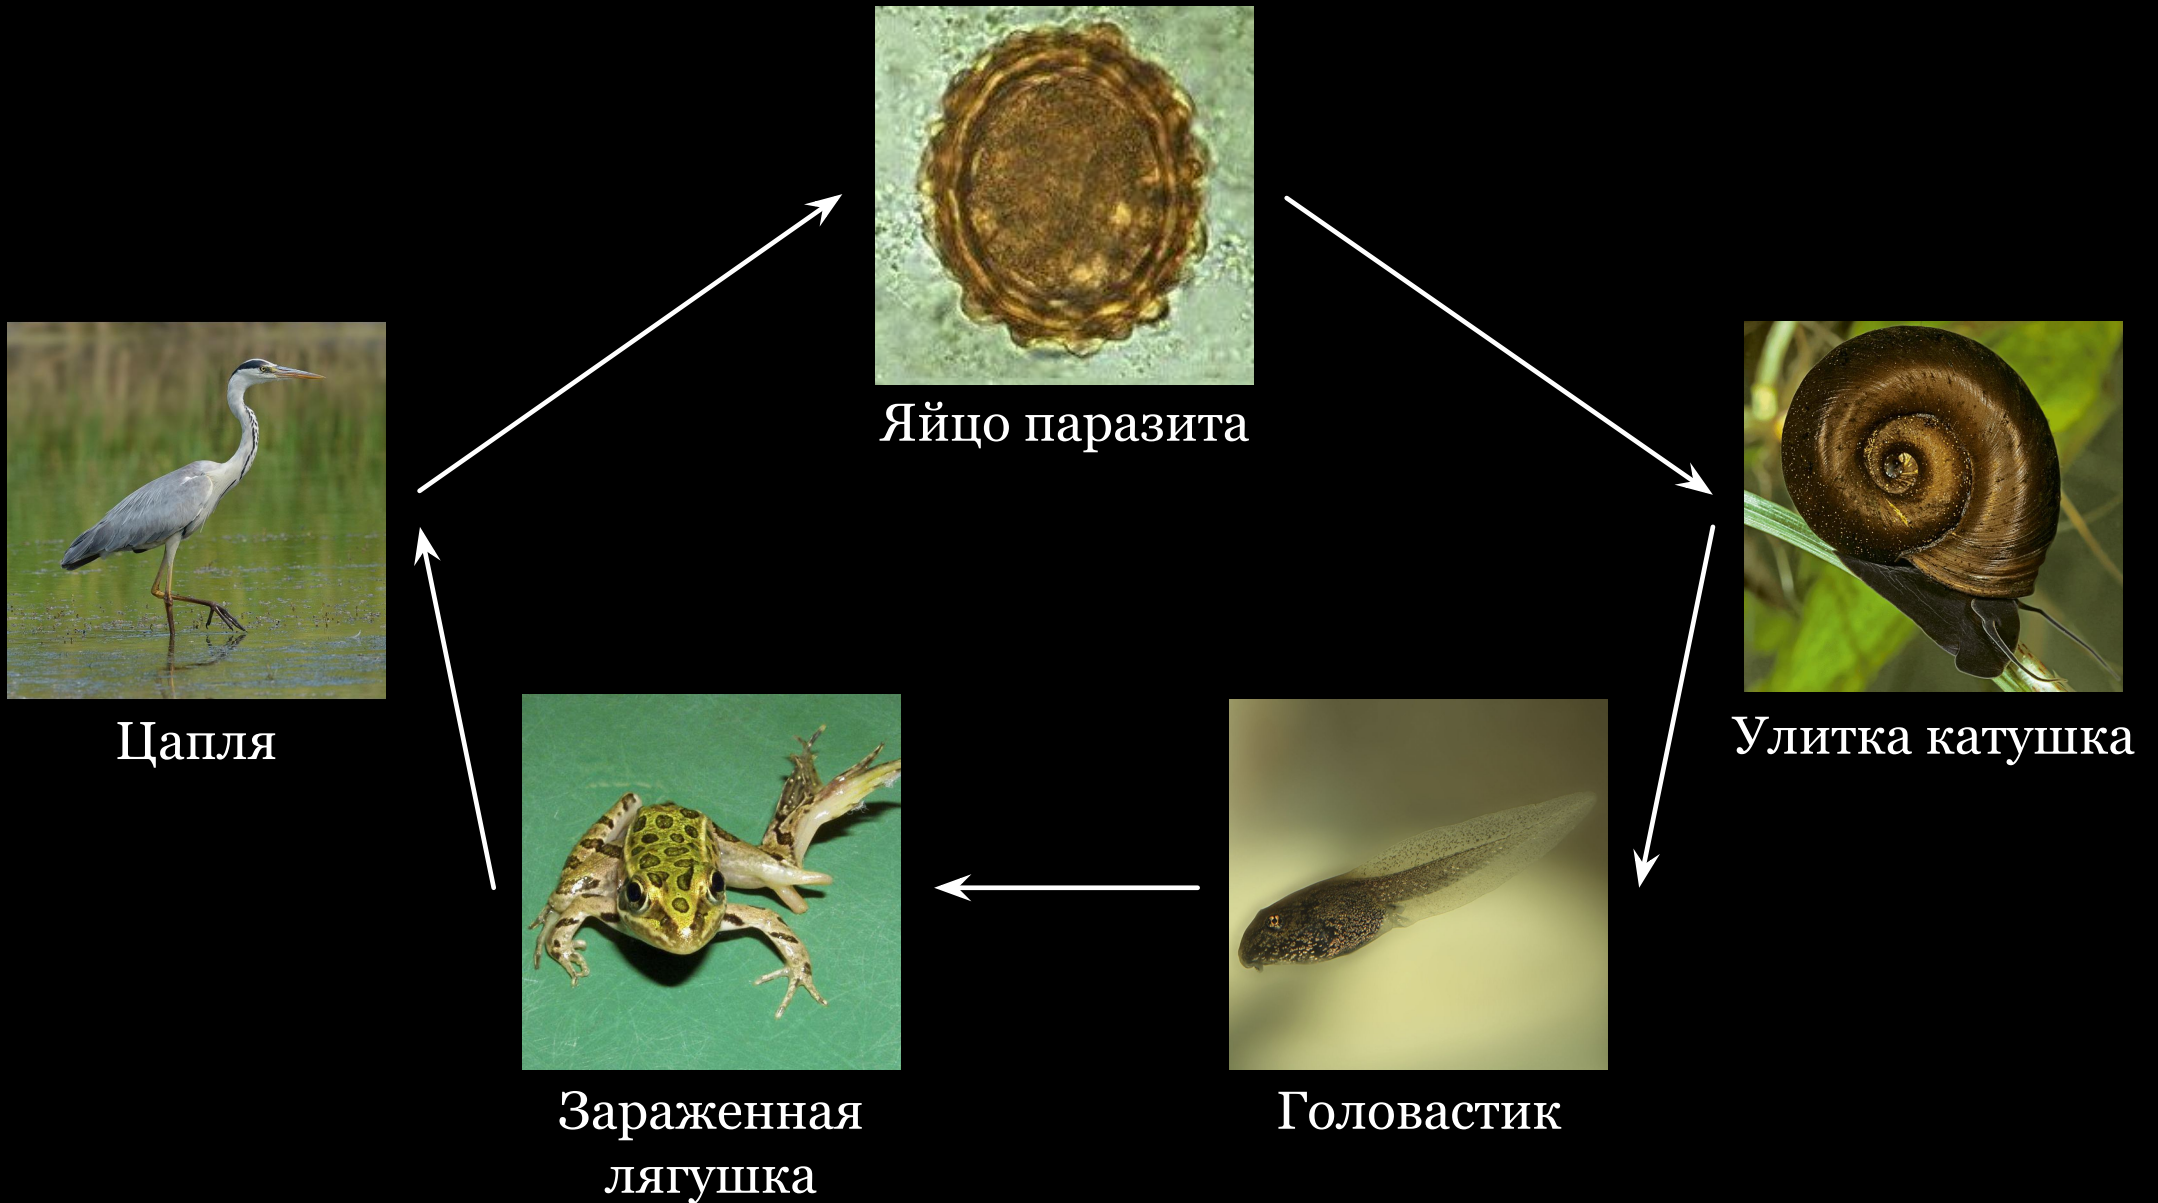 Яйцо паразита
Цапля
Улитка катушка
Зараженная
лягушка
Головастик